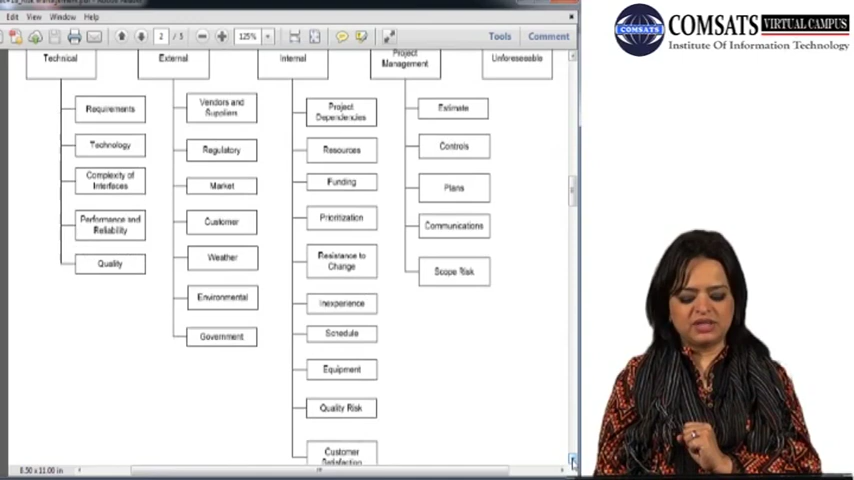 Edit View Window Help
2 / 5 125%
Tools Comment
COMSATS VIRTUAL CAMPUS
Institute Of Information Technology
COMSATS
Technical
External
Internal
Project
Management
Unforeseeable
Requirements
Technology
Complexity of
Interfaces
Performance and
Reliability
Quality
Vendors and
Suppliers
Regulatory
Market
Customer
Weather
Environmental
Government
Project
Dependencies
Resources
Funding
Prioritization
Resistance to
Change
Inexperience
Schedule
Equipment
Quality Risk
Customer
Satisfaction
Estimate
Controls
Plans
Communications
Scope Risk
8.50 x 11.00 in